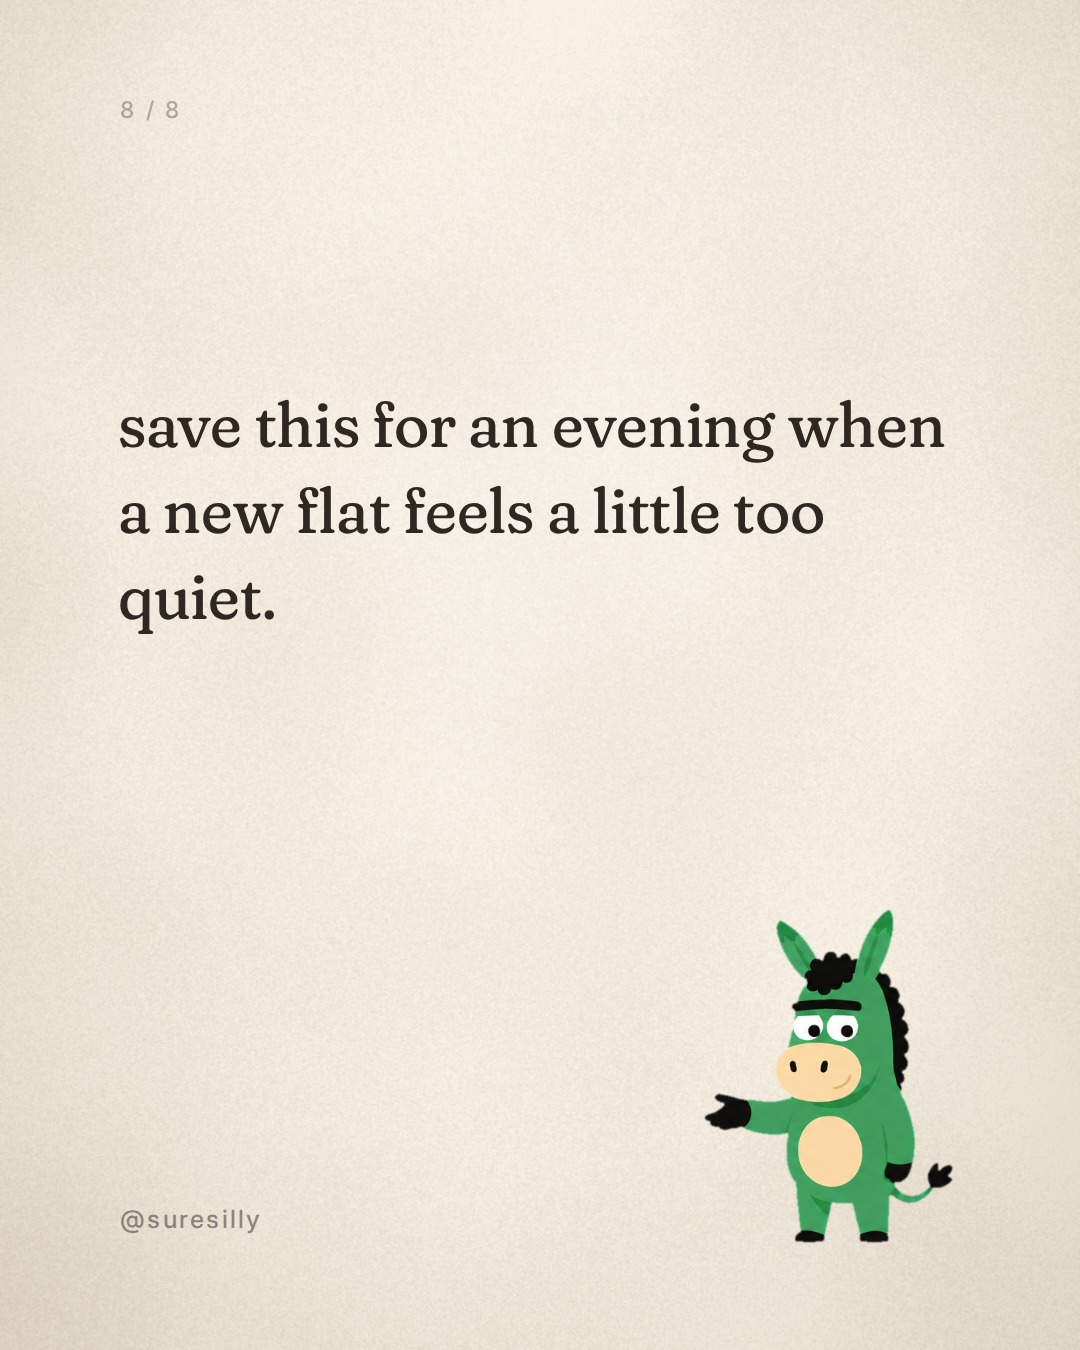 8 / 8
save this for an evening when
a new flat feels a little too
quiet.
@suresilly